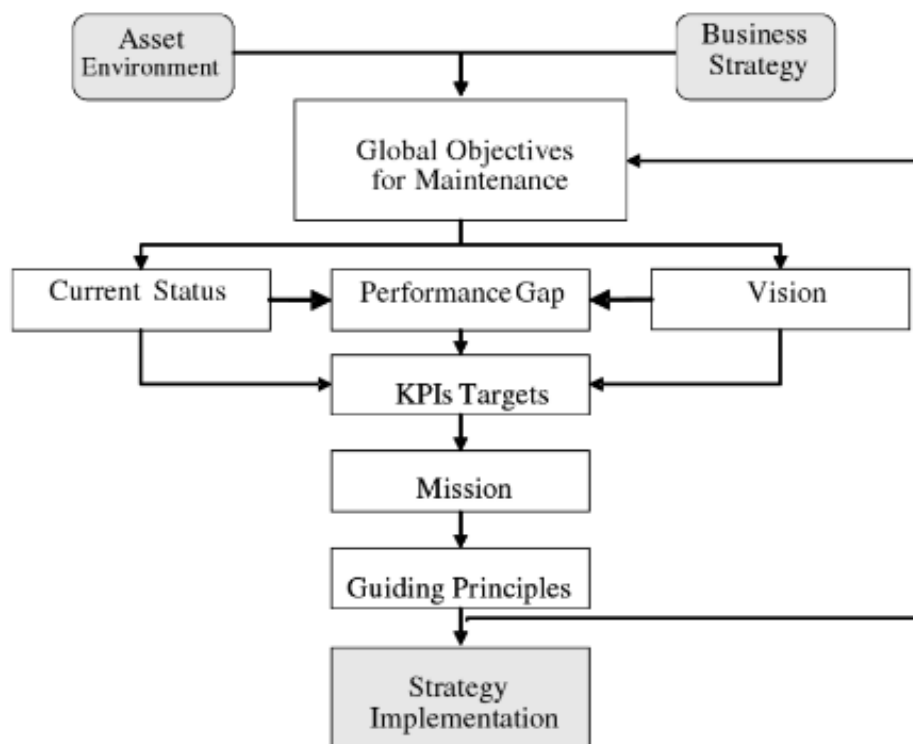 Asset
Environment
Business
Strategy
Global Objectives
for Maintenance
Current Status
Performance Gap
Vision
KPIs Targets
Mission
Guiding Principles
Strategy
Implementation